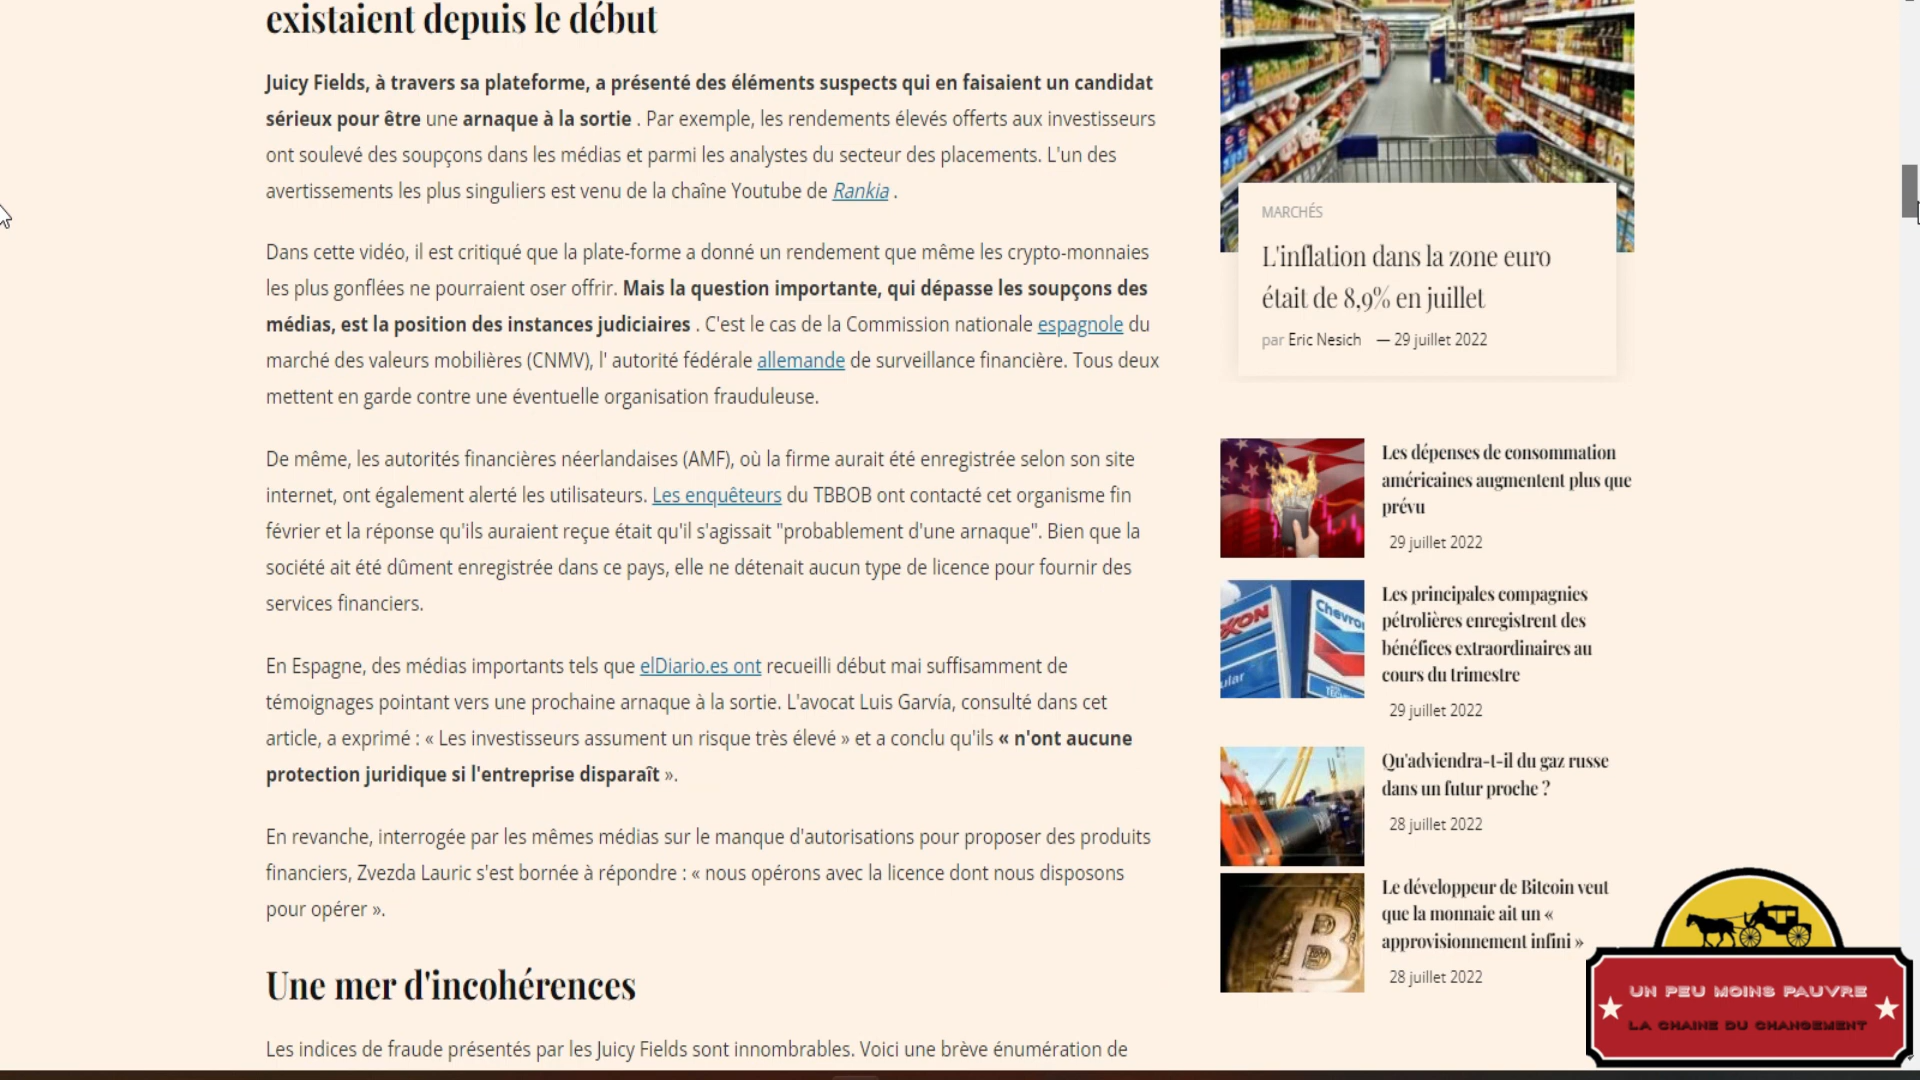 existaient depuis le début
Juicy Fields, à travers sa plateforme, a présenté des éléments suspects qui en faisaient un candidat
sérieux pour être une arnaque à la sortie . Par exemple, les rendements élevés offerts aux investisseurs
ont soulevé des soupçons dans les médias et parmi les analystes du secteur des placements. L'un des
avertissements les plus singuliers est venu de la chaîne Youtube de Rankia .
Dans cette vidéo, il est critiqué que la plate-forme a donné un rendement que même les crypto-monnaies
les plus gonflées ne pourraient oser offrir. Mais la question importante, qui dépasse les soupçons des
médias, est la position des instances judiciaires . C'est le cas de la Commission nationale espagnole du
marché des valeurs mobilières (CNMV), l' autorité fédérale allemande de surveillance financière. Tous deux
mettent en garde contre une éventuelle organisation frauduleuse.
De même, les autorités financières néerlandaises (AMF), où la firme aurait été enregistrée selon son site
internet, ont également alerté les utilisateurs. Les enquêteurs du TBBOB ont contacté cet organisme fin
février et la réponse qu'ils auraient reçue était qu'il s'agissait "probablement d'une arnaque". Bien que la
société ait été dûment enregistrée dans ce pays, elle ne détenait aucun type de licence pour fournir des
services financiers.
En Espagne, des médias importants tels que elDiario.es ont recueilli début mai suffisamment de
témoignages pointant vers une prochaine arnaque à la sortie. L'avocat Luis Garvía, consulté dans cet
article, a exprimé : « Les investisseurs assument un risque très élevé » et a conclu qu'ils « n'ont aucune
protection juridique si l'entreprise disparaît ».
En revanche, interrogée par les mêmes médias sur le manque d'autorisations pour proposer des produits
financiers, Zvezda Lauric s'est bornée à répondre : « nous opérons avec la licence dont nous disposons
pour opérer ».
Une mer d'incohérences
Les indices de fraude présentés par les Juicy Fields sont innombrables. Voici une brève énumération de
MARCHÉS
L'inflation dans la zone euro
était de 8,9% en juillet
par Eric Nesich — 29 juillet 2022
Les dépenses de consommation
américaines augmentent plus que
prévu
29 juillet 2022
XON
Chevro
ular
Les principales compagnies
pétrolières enregistrent des
bénéfices extraordinaires au
cours du trimestre
29 juillet 2022
Qu'adviendra-t-il du gaz russe
dans un futur proche ?
28 juillet 2022
Le développeur de Bitcoin veut
que la monnaie ait un «
approvisionnement infini »
28 juillet 2022
UN PEU MOINS PAUVRE
LA CHAINE DU CHANGEMENT